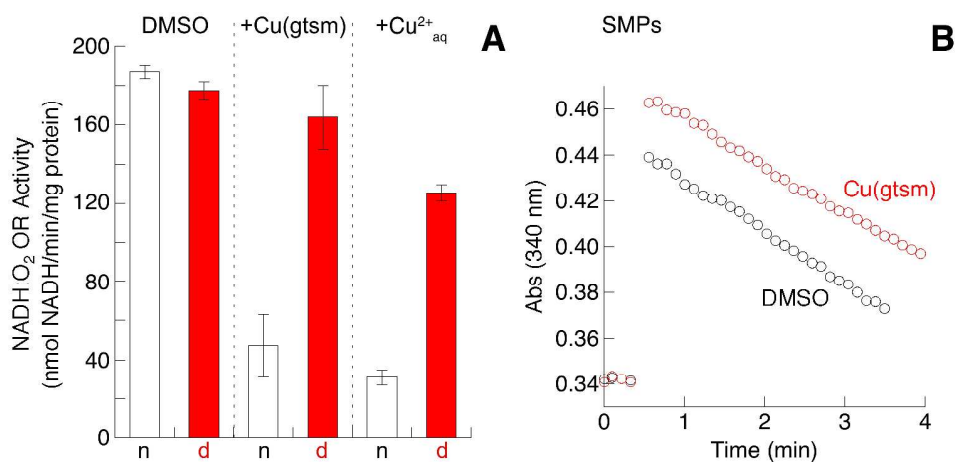 DMSO +Cu(gtsm) +Cu²⁺aq A
NADH:O₂ OR Activity
(nmol NADH/min/mg protein)
200
160
120
80
40
0
n d n d n d
SMPs B
Abs (340 nm)
0.46
0.44
0.42
0.40
0.38
0.36
0.34
Cu(gtsm)
DMSO
0 1 2 3 4
Time (min)